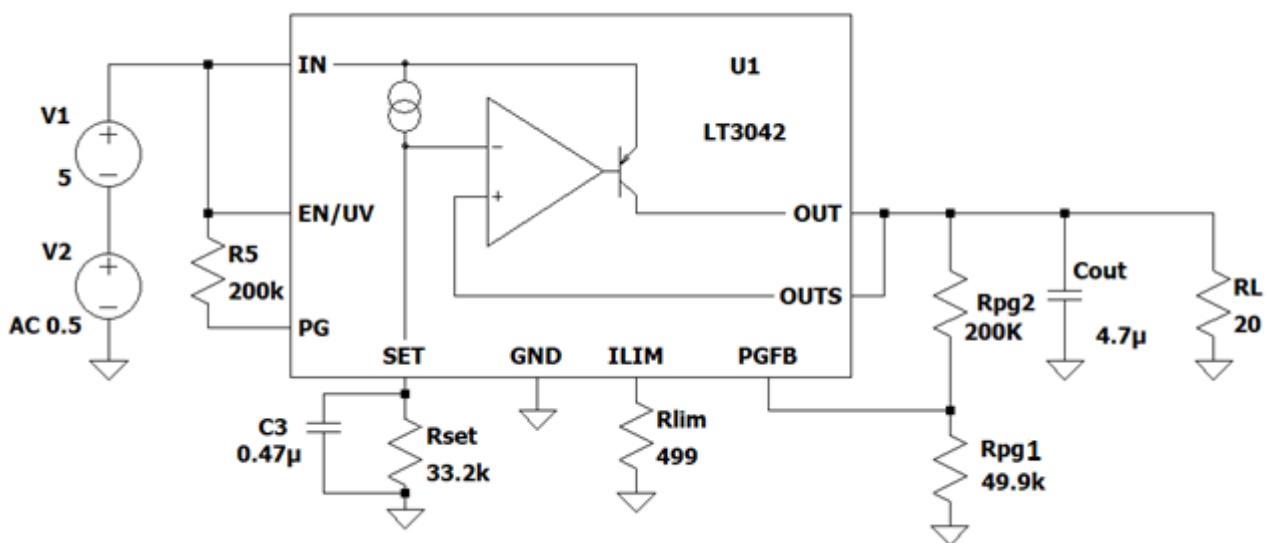 IN
U1
V1
LT3042
−
+
−
5
+
EN/UV
OUT
V2
R5
+
200k
Cout
−
OUTS
RL
Rpg2
AC 0.5
PG
200K
4.7µ
20
SET
GND
ILIM
PGFB
C3
Rset
Rlim
0.47µ
33.2k
499
Rpg1
49.9k